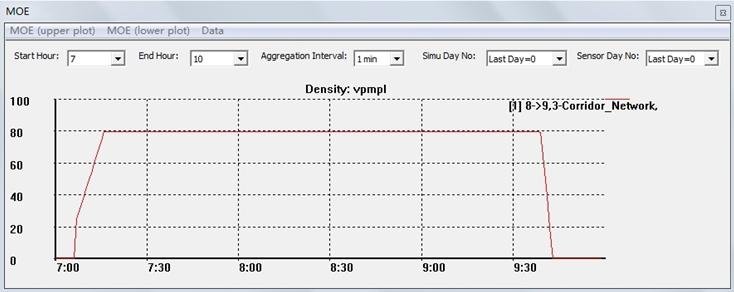 MOE
MOE (upper plot) MOE (lower plot) Data
Start Hour: 7 End Hour: 10 Aggregation Interval: 1 min Simu Day No: Last Day=0 Sensor Day No: Last Day=0
Density: vpmpl
[1] 8->9,3-Corridor_Network,
100
80
60
40
20
0
7:00 7:30 8:00 8:30 9:00 9:30